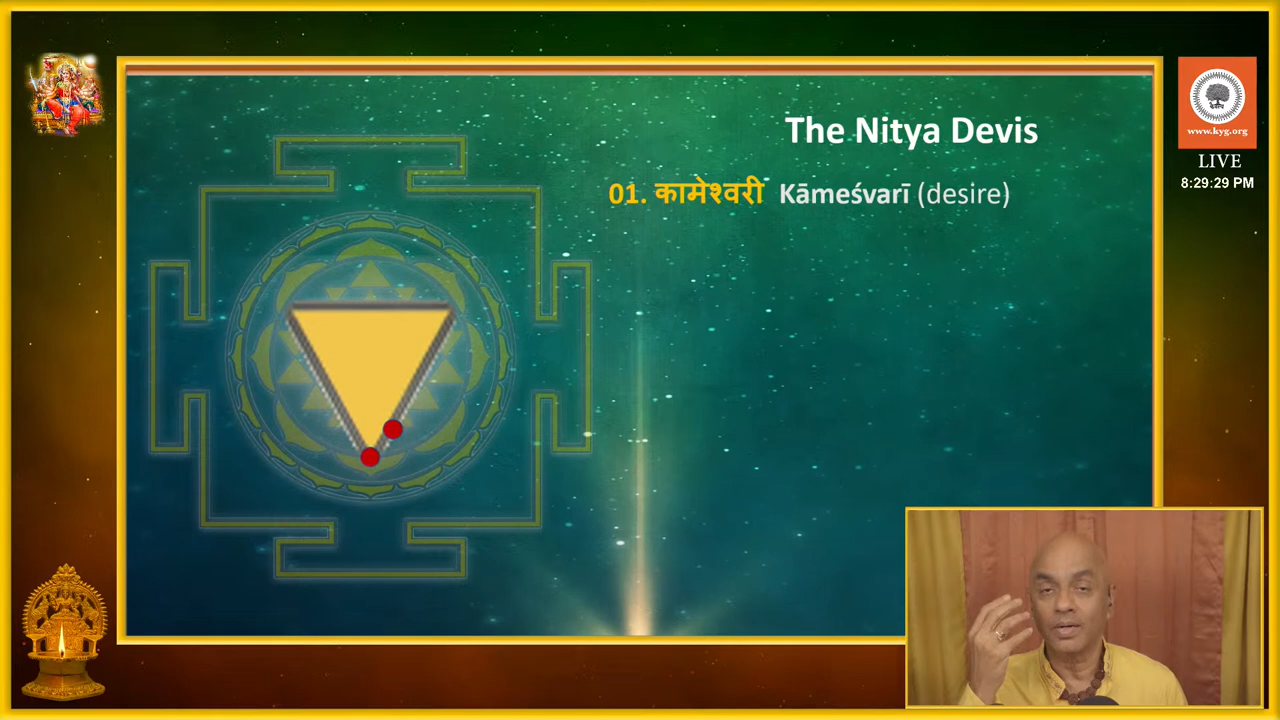 The Nitya Devis
01. कामेश्वरी Kāmeśvarī (desire)
www.kyg.org
LIVE
8:29:29 PM